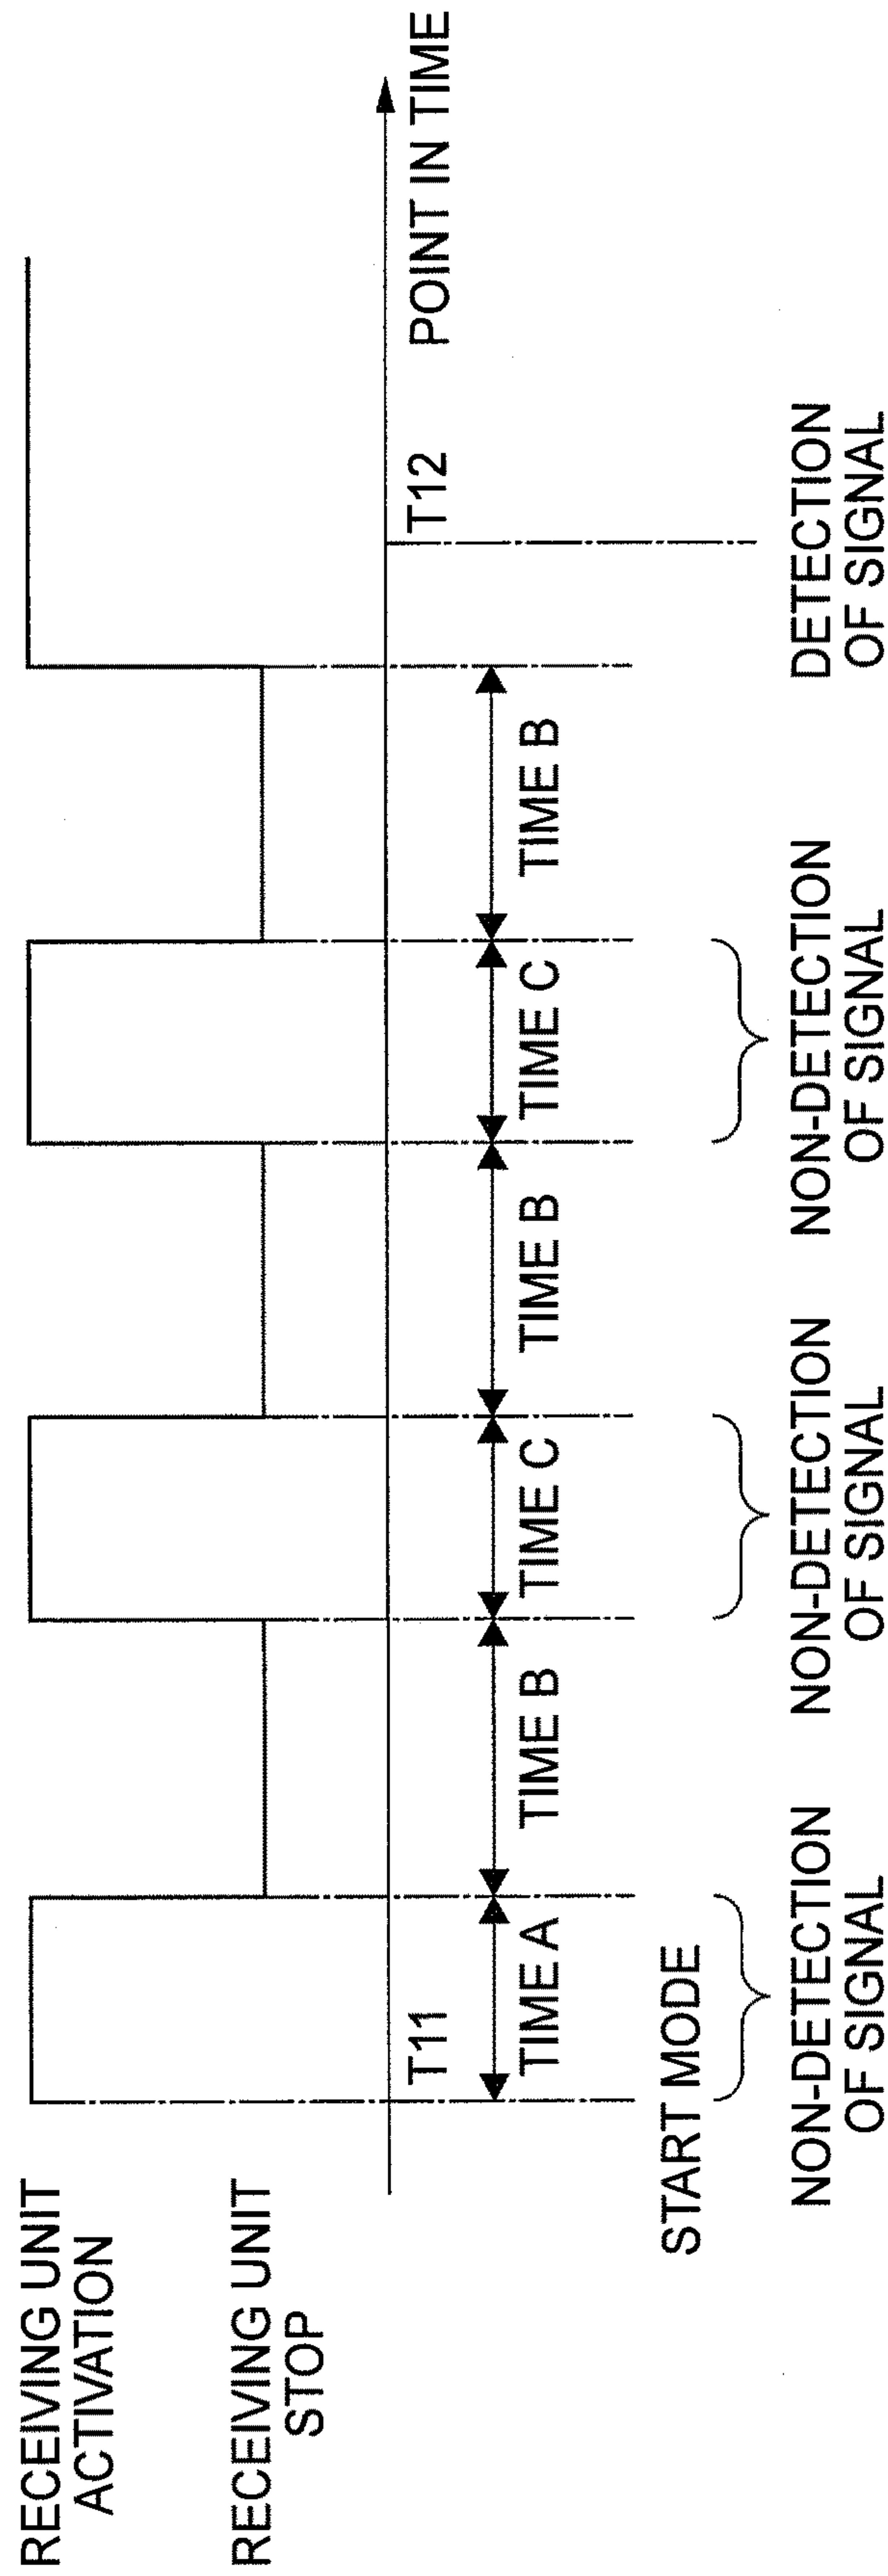 RECEIVING UNIT
ACTIVATION
RECEIVING UNIT
STOP
T11
T12
POINT IN TIME
TIME A
TIME B
TIME C
TIME B
TIME C
TIME B
START MODE
NON-DETECTION
OF SIGNAL
NON-DETECTION
OF SIGNAL
NON-DETECTION
OF SIGNAL
DETECTION
OF SIGNAL